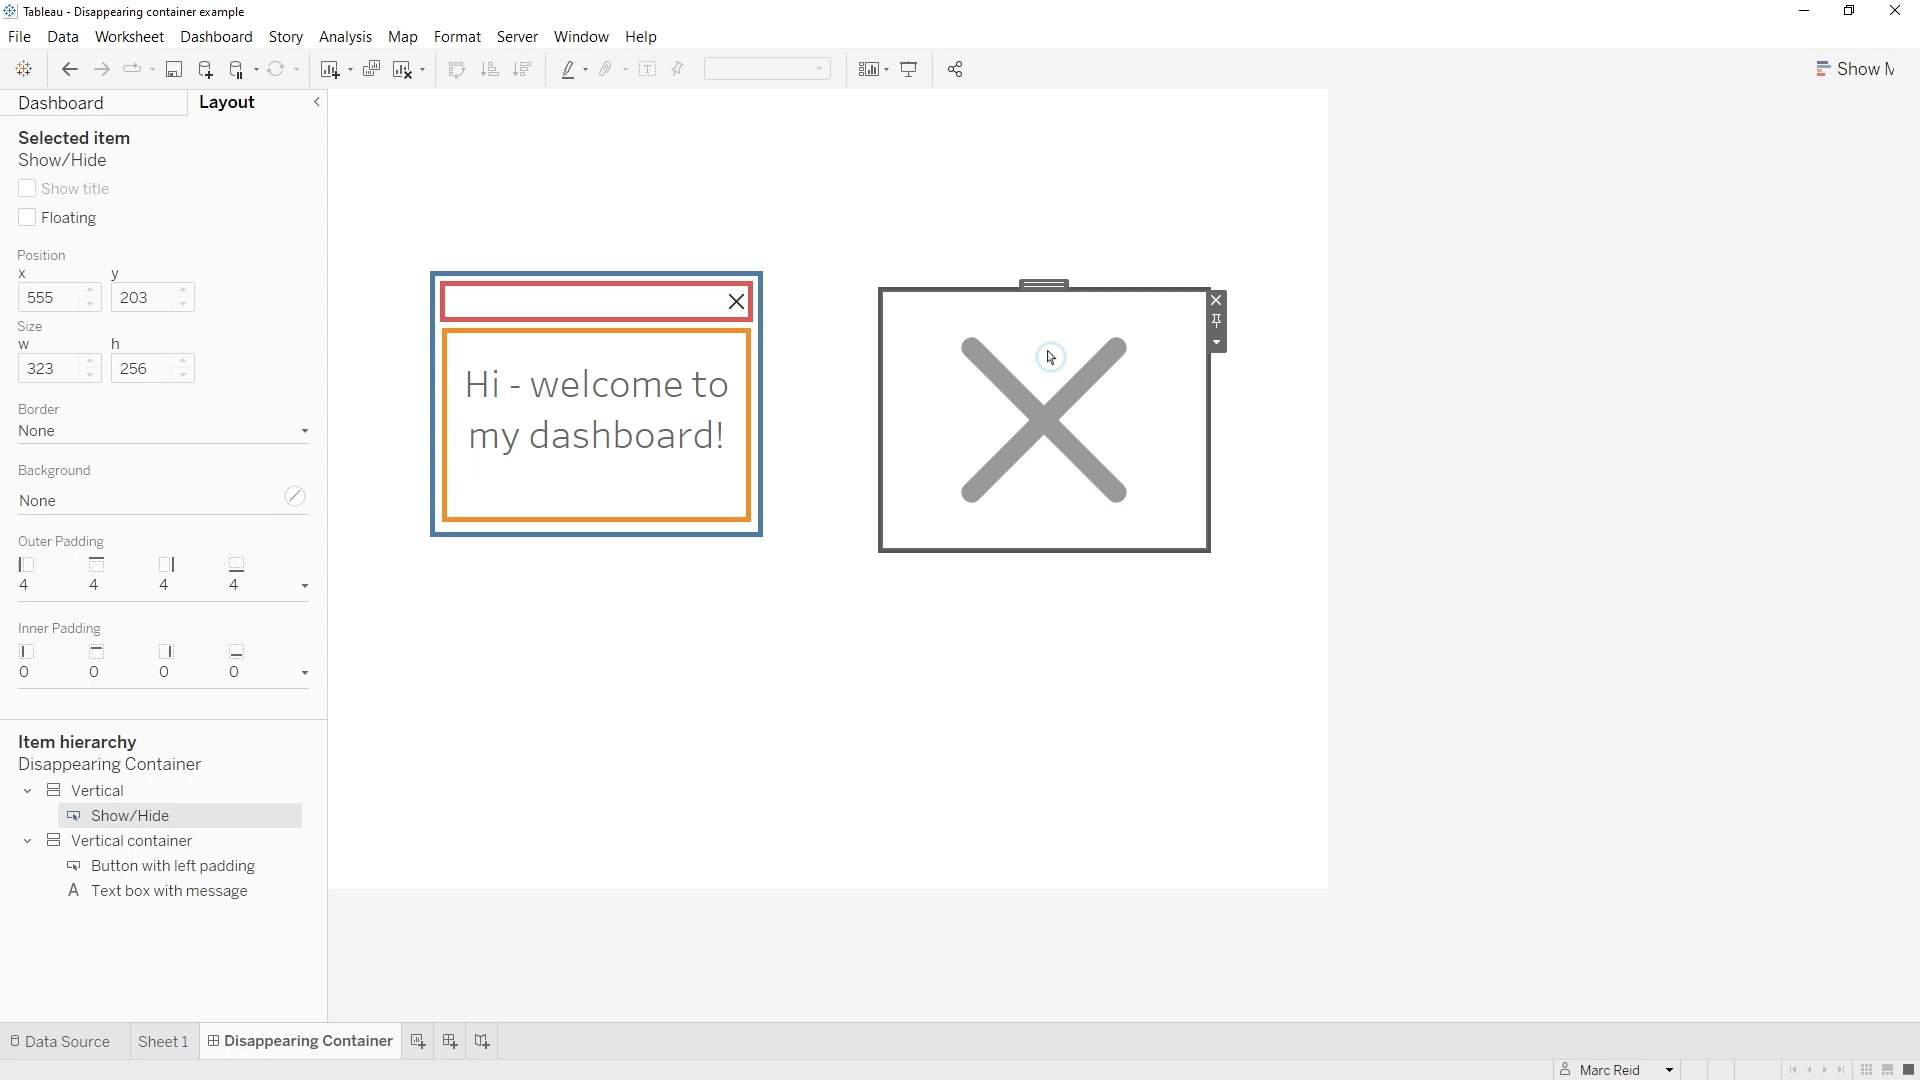 Tableau - Disappearing container example
File Data Worksheet Dashboard Story Analysis Map Format Server Window Help
Show M
Dashboard Layout
Selected item
Show/Hide
Show title
Floating
Position
x y
555 203
Size
w h
323 256
Border
None
Background
None
Outer Padding
4 4 4 4
Inner Padding
0 0 0 0
Item hierarchy
Disappearing Container
Vertical
Show/Hide
Vertical container
Button with left padding
A Text box with message
Hi - welcome to
my dashboard!
Data Source Sheet 1 Disappearing Container
Marc Reid